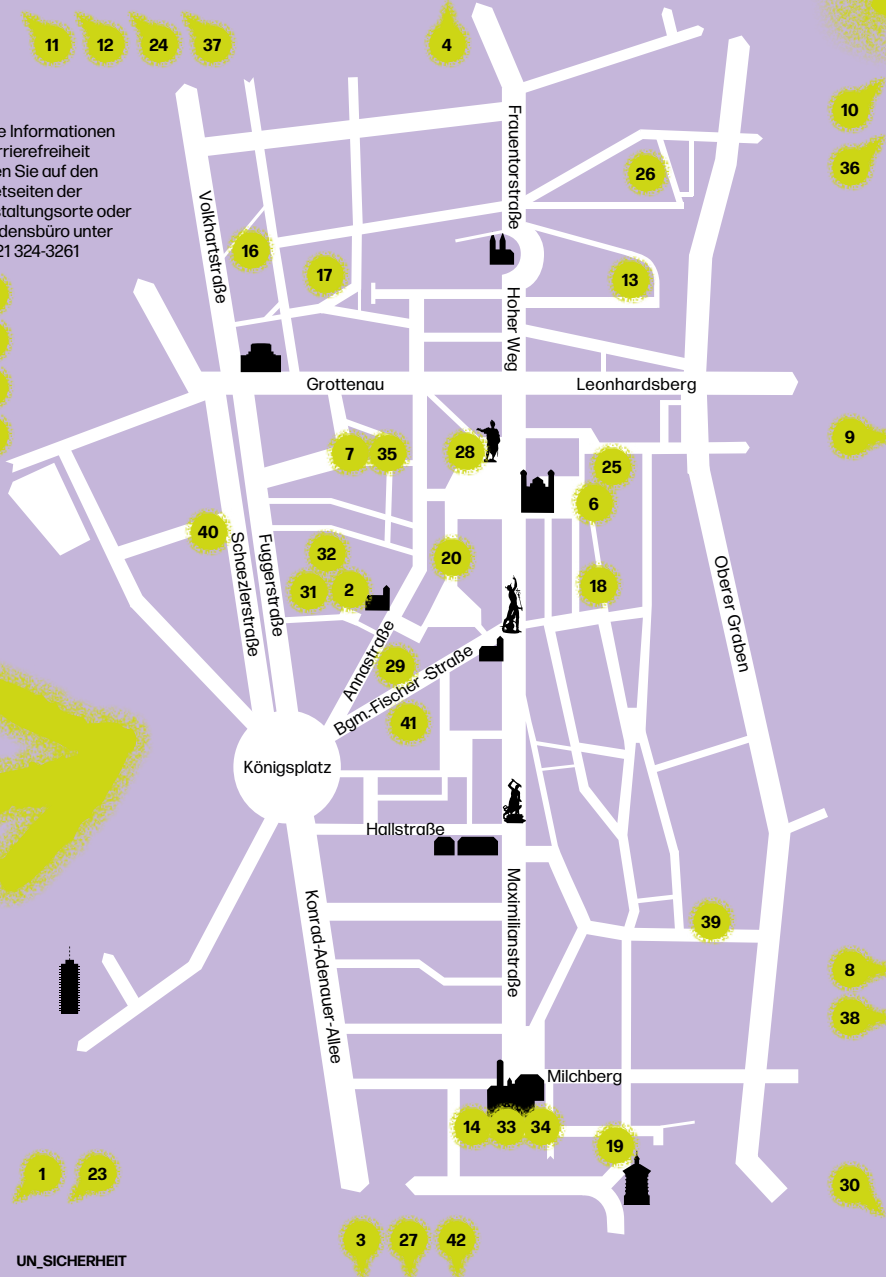 11 12 24 37
4
10
36
e Informationen
rrierefreiheit
en Sie auf den
etseiten der
staltungsorte oder
densbüro unter
21 324-3261
Frauentorstraße
Volkhartstraße
26
16
17
13
Hoher Weg
Grottenau
Leonhardsberg
9
7 35
28
25
6
40
32
20
31 2
18
Schaezlerstraße
Fuggerstraße
Oberer Graben
Annastraße
29
Bgm.-Fischer-Straße
41
Königsplatz
Hallstraße
Maximilianstraße
Konrad-Adenauer-Allee
39
8
38
Milchberg
14 33 34
19
1 23
30
3 27 42
UN_SICHERHEIT